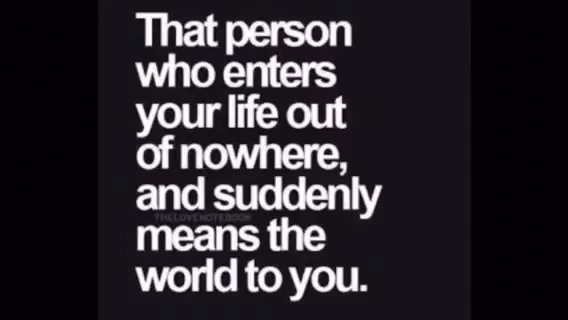 That person
who enters
your life out
of nowhere,
and suddenly
THELOVENOTEBOOK
means the
world to you.